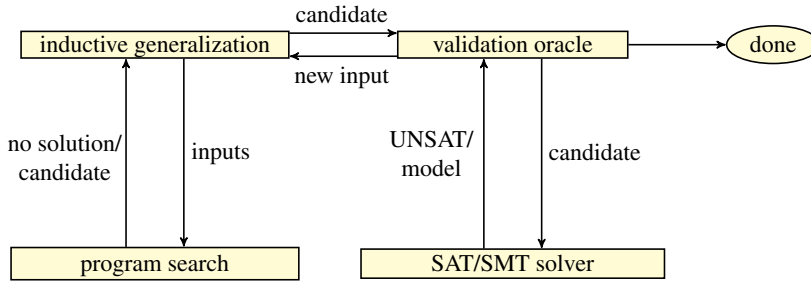 candidate
inductive generalization
validation oracle
done
new input
no solution/
candidate
inputs
UNSAT/
model
candidate
program search
SAT/SMT solver